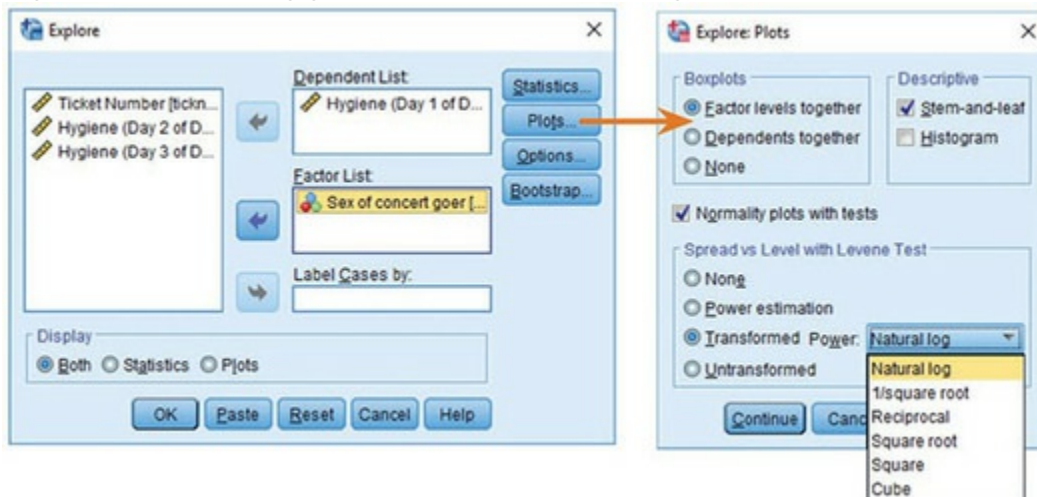 Explore
Dependent List:
Ticket Number [tickn...
Hygiene (Day 2 of D...
Hygiene (Day 3 of D...
Hygiene (Day 1 of D...
Factor List:
Sex of concert goer [...
Label Cases by:
Statistics...
Plots...
Options...
Bootstrap...
Display
Both Statistics Plots
OK Paste Reset Cancel Help
Explore: Plots
Boxplots
Factor levels together
Dependents together
None
Descriptive
Stem-and-leaf
Histogram
Normality plots with tests
Spread vs Level with Levene Test
None
Power estimation
Transformed Power: Natural log
Untransformed
Natural log
1/square root
Reciprocal
Square root
Square
Cube
Continue Canc